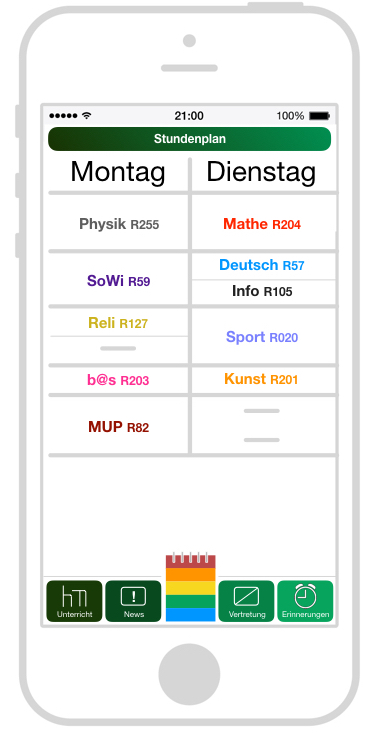 21:00 100%
Stundenplan
Montag Dienstag
Physik R255 Mathe R204
SoWi R59 Deutsch R57
Info R105
Reli R127 Sport R020
b@s R203 Kunst R201
MUP R82
!
Unterricht News Vertretung Erinnerungen